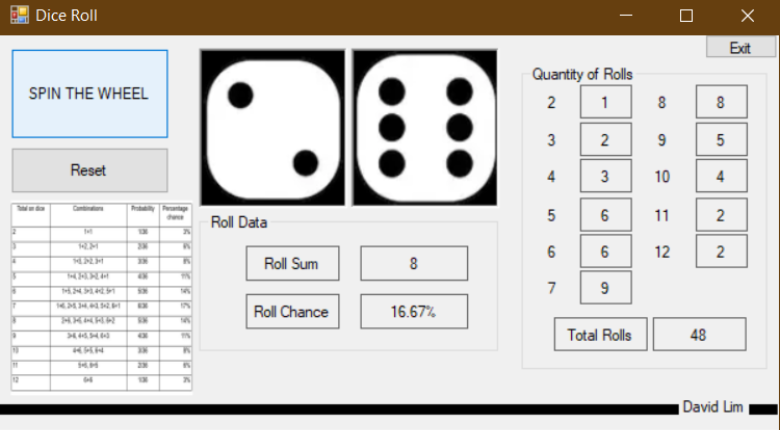 Dice Roll
Exit
SPIN THE WHEEL
Reset
Total on dice Combinations Probability Percentage chance
2 1+1 1/36 3%
3 1+2, 2+1 2/36 6%
4 1+3, 2+2, 3+1 3/36 8%
5 1+4, 2+3, 3+2, 4+1 4/36 11%
6 1+5, 2+4, 3+3, 4+2, 5+1 5/36 14%
7 1+6, 2+5, 3+4, 4+3, 5+2, 6+1 6/36 17%
8 2+6, 3+5, 4+4, 5+3, 6+2 5/36 14%
9 3+6, 4+5, 5+4, 6+3 4/36 11%
10 4+6, 5+5, 6+4 3/36 8%
11 5+6, 6+5 2/36 6%
12 6+6 1/36 3%
Roll Data
Roll Sum 8
Roll Chance 16.67%
Quantity of Rolls
2 1 8 8
3 2 9 5
4 3 10 4
5 6 11 2
6 6 12 2
7 9
Total Rolls 48
David Lim